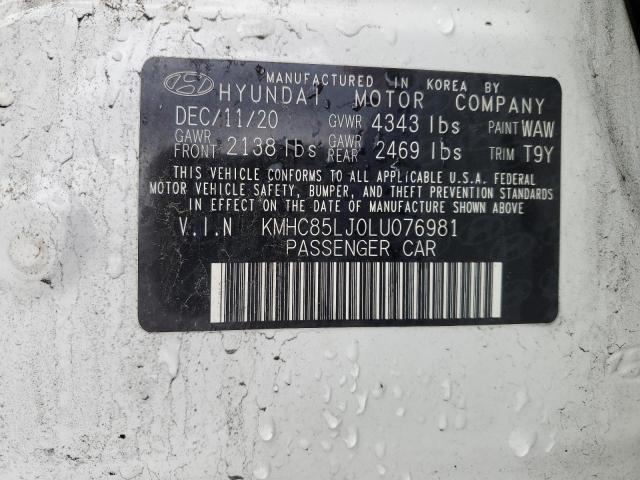 MANUFACTURED IN KOREA BY
HYUNDAI MOTOR COMPANY
DEC/11/20 GVWR 4343 lbs PAINT WAW
GAWR FRONT 2138 lbs GAWR REAR 2469 lbs TRIM T9Y
THIS VEHICLE CONFORMS TO ALL APPLICABLE U.S.A. FEDERAL
MOTOR VEHICLE SAFETY, BUMPER, AND THEFT PREVENTION STANDARDS
IN EFFECT ON THE DATE OF MANUFACTURE SHOWN ABOVE
V.I.N KMHC85LJ0LU076981
PASSENGER CAR